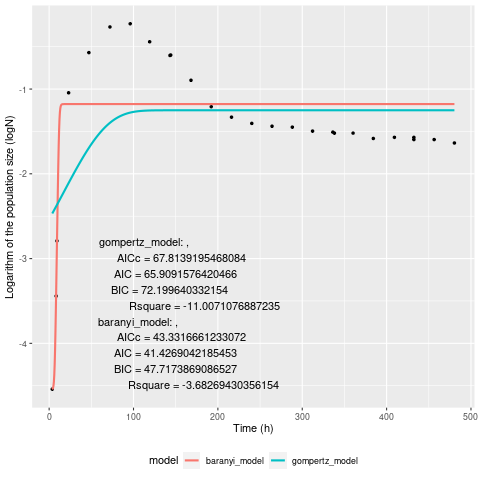 Logarithm of the population size (logN)
-1
-2
-3
-4
gompertz_model: ,
AICc = 67.8139195468084
AIC = 65.9091576420466
BIC = 72.199640332154
Rsquare = -11.0071076887235
baranyi_model: ,
AICc = 43.3316661233072
AIC = 41.4269042185453
BIC = 47.7173869086527
Rsquare = -3.68269430356154
0 100 200 300 400 500
Time (h)
model baranyi_model gompertz_model